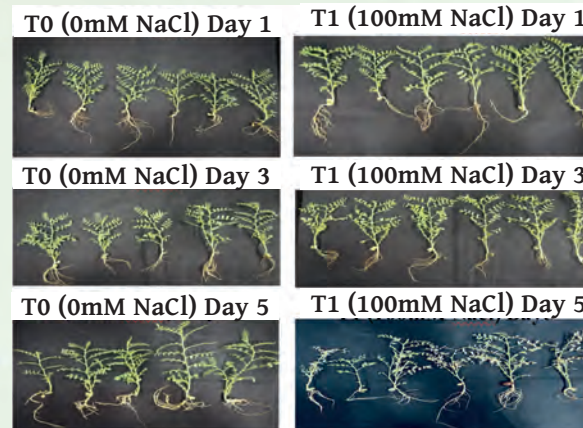 T0 (0mM NaCl) Day 1
T1 (100mM NaCl) Day 1
T0 (0mM NaCl) Day 3
T1 (100mM NaCl) Day 3
T0 (0mM NaCl) Day 5
T1 (100mM NaCl) Day 5